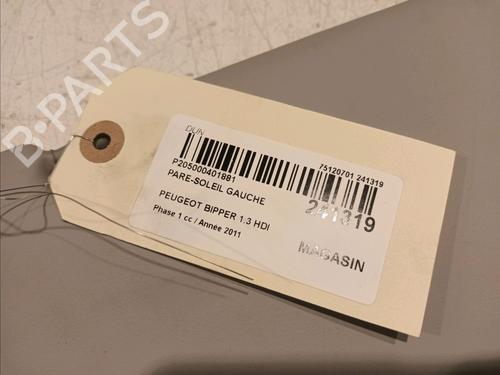 B-PARTS
DUN
75120701 241319
P205000401881
PARE-SOLEIL GAUCHE
241319
PEUGEOT BIPPER 1.3 HDI
Phase 1 cc / Annee 2011
MAGASIN